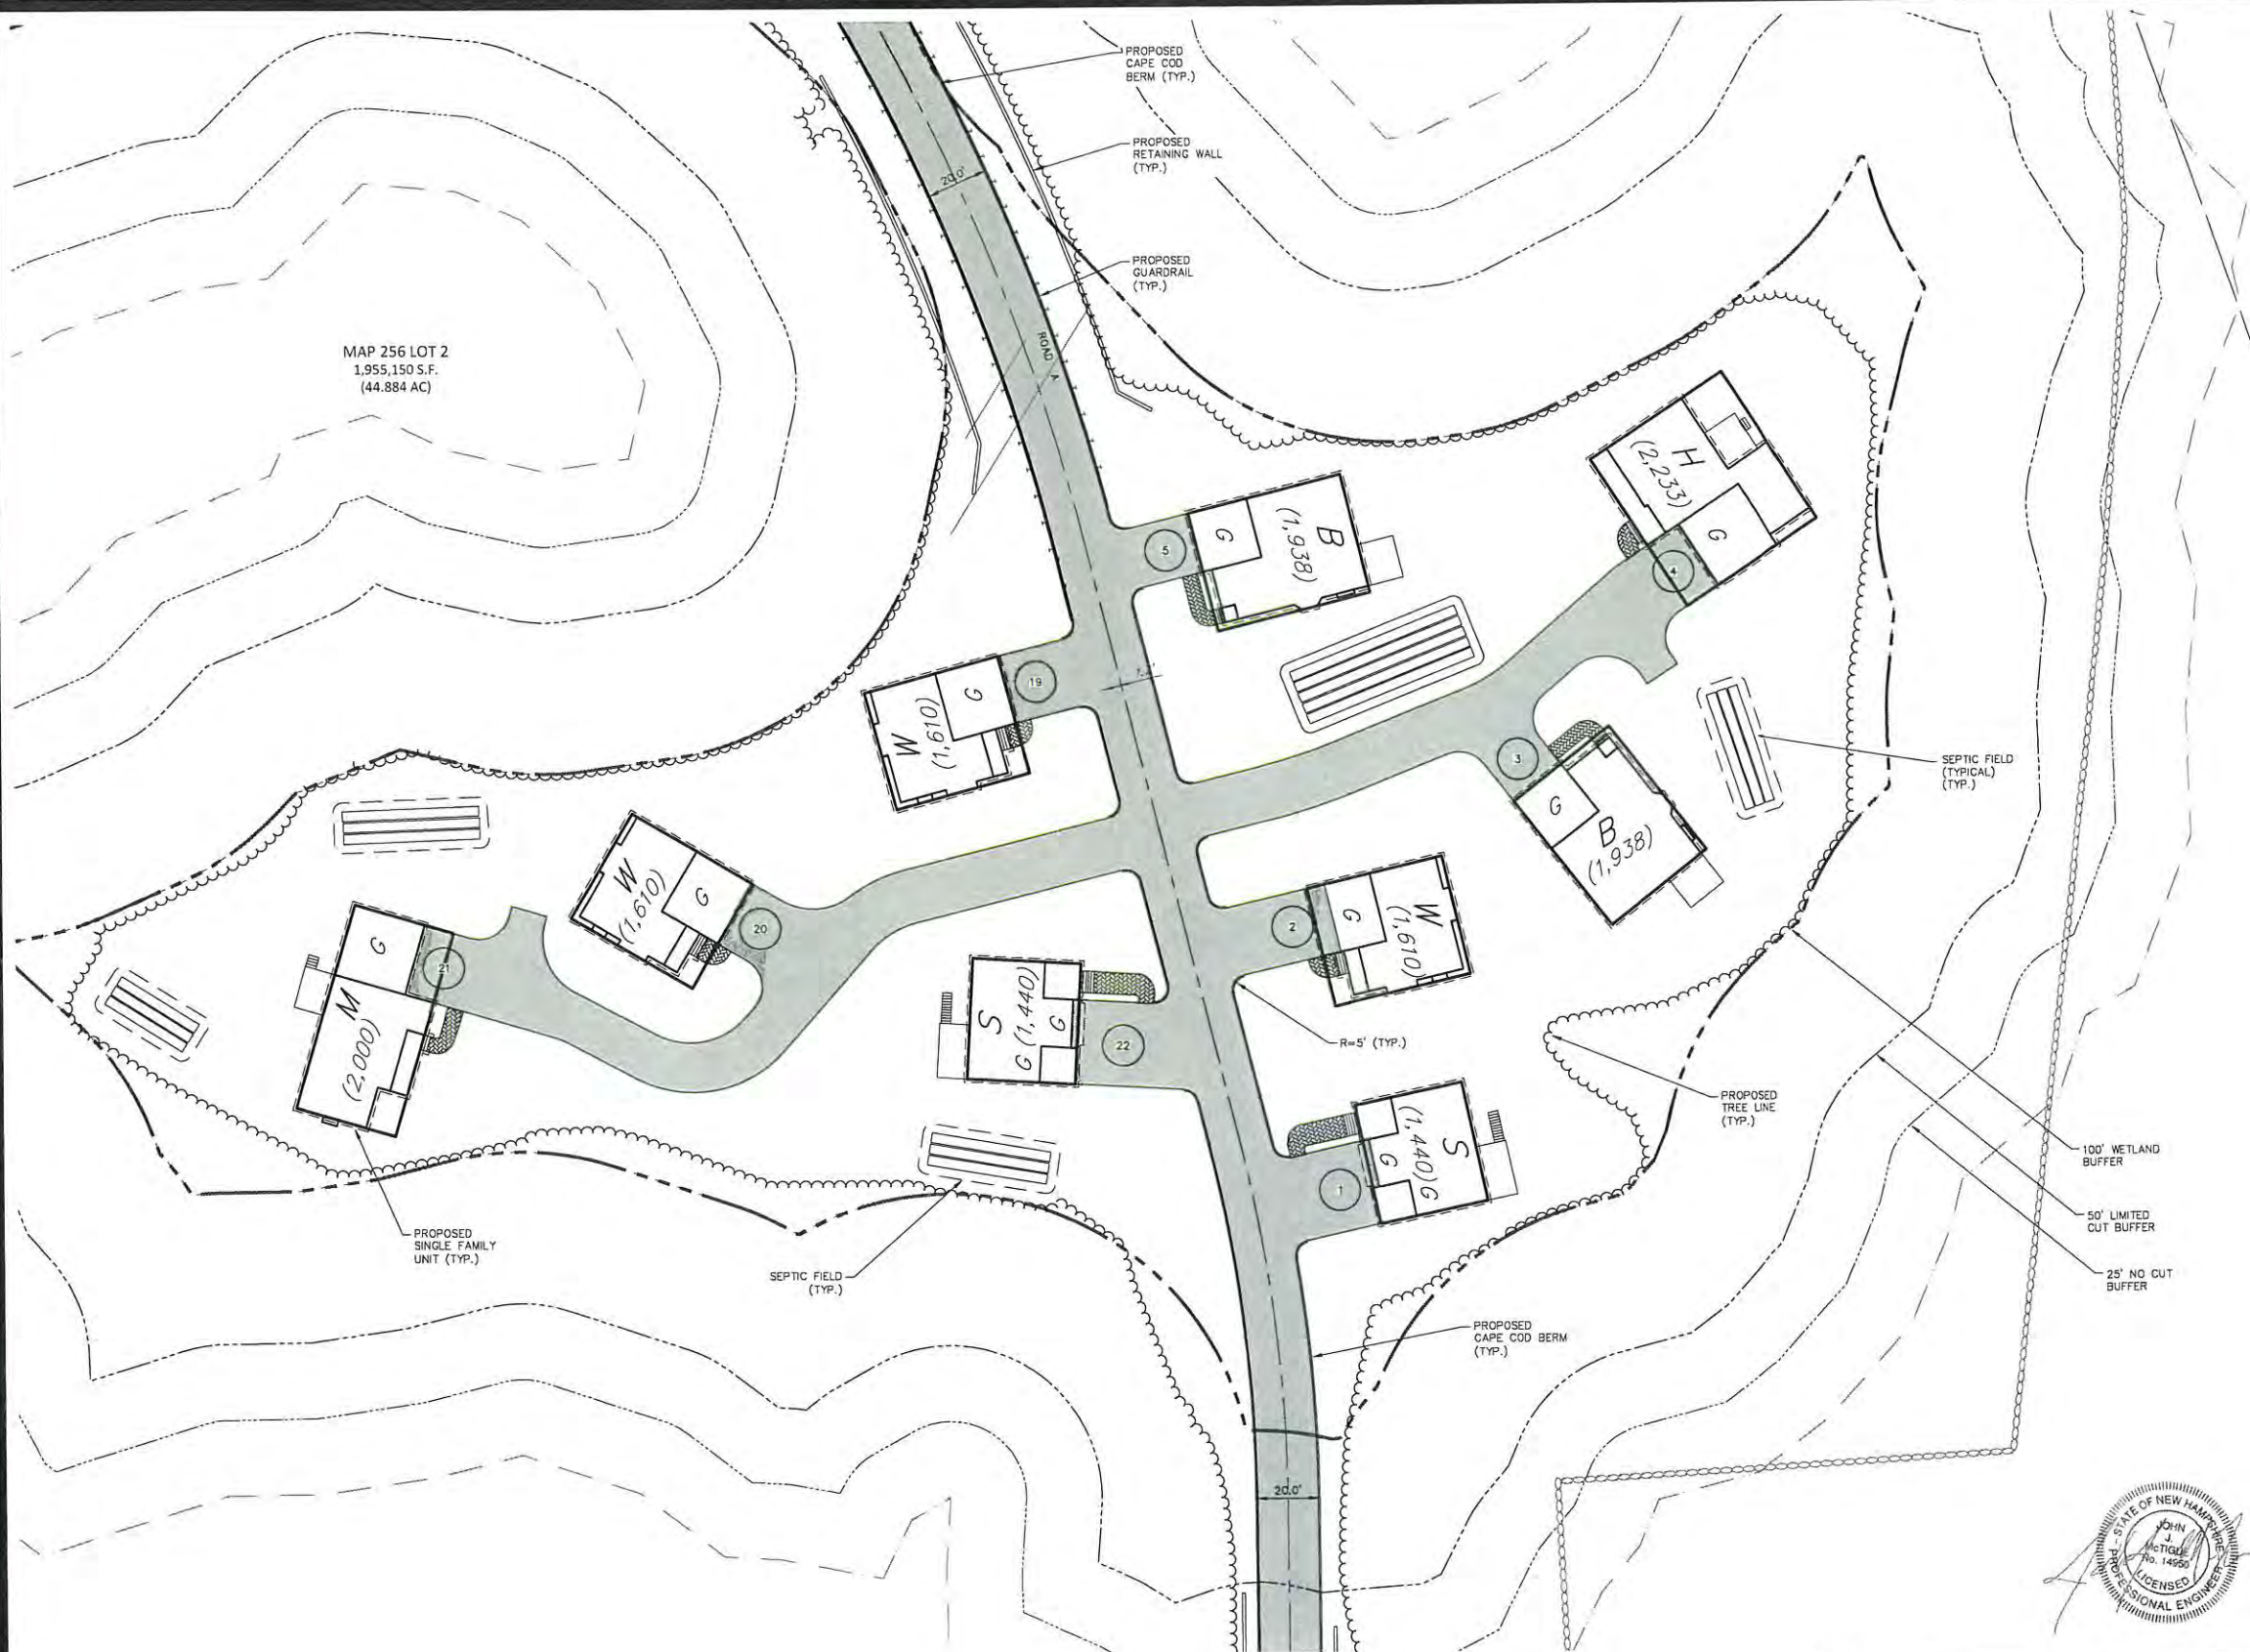 PROPOSED
CAPE COD
BERM (TYP.)
PROPOSED
RETAINING WALL
(TYP.)
20.0'
PROPOSED
GUARDRAIL
(TYP.)
ROAD A
MAP 256 LOT 2
1,955,150 S.F.
(44.884 AC)
H
(2,233)
G
4
B
(1,938)
G
5
19
G
W
(1,610)
SEPTIC FIELD
(TYPICAL)
(TYP.)
3
G
B
(1,938)
W
(1,610)
G
20
2
G
W
(1,610)
G
21
M
(2,000)
S
G (1,440)
G
22
R=5' (TYP.)
PROPOSED
TREE LINE
(TYP.)
S
(1,440) G
G
1
100' WETLAND
BUFFER
50' LIMITED
CUT BUFFER
25' NO CUT
BUFFER
PROPOSED
SINGLE FAMILY
UNIT (TYP.)
SEPTIC FIELD
(TYP.)
PROPOSED
CAPE COD BERM
(TYP.)
20.0'
STATE OF NEW HAMPSHIRE
JOHN
J.
McTIGUE
No. 14950
LICENSED
PROFESSIONAL ENGINEER